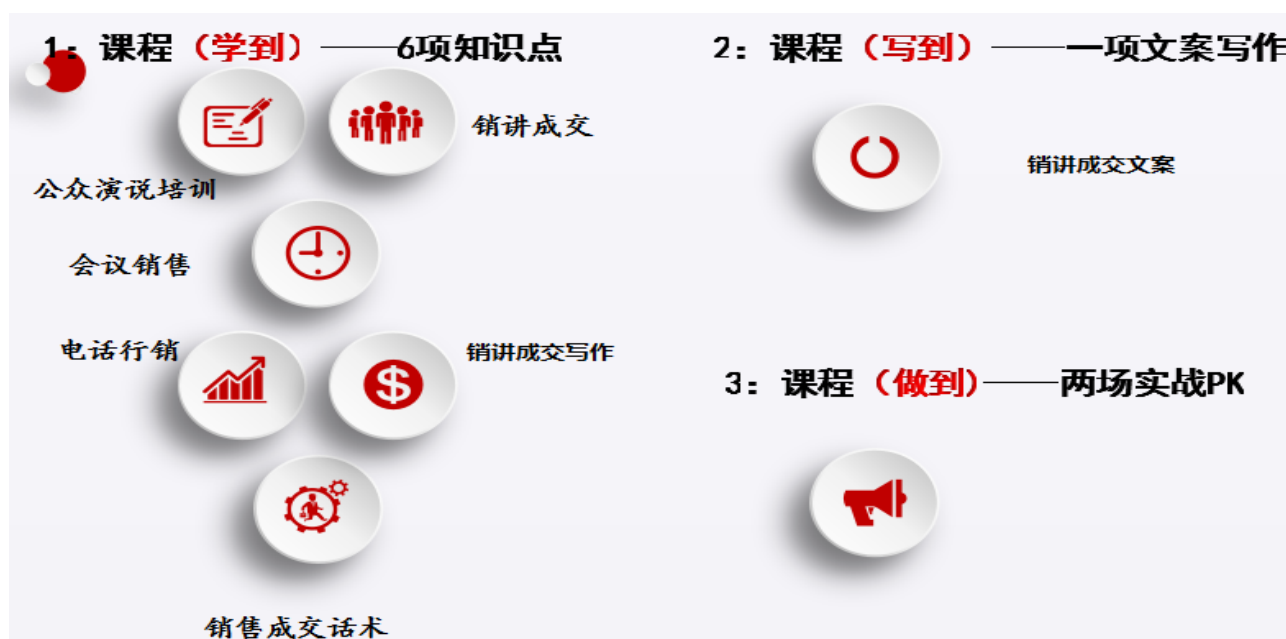 1：课程（学到）——6项知识点
销讲成交
公众演说培训
会议销售
电话行销
销讲成交写作
销售成交话术
2：课程（写到）——一项文案写作
销讲成交文案
3：课程（做到)——两场实战PK